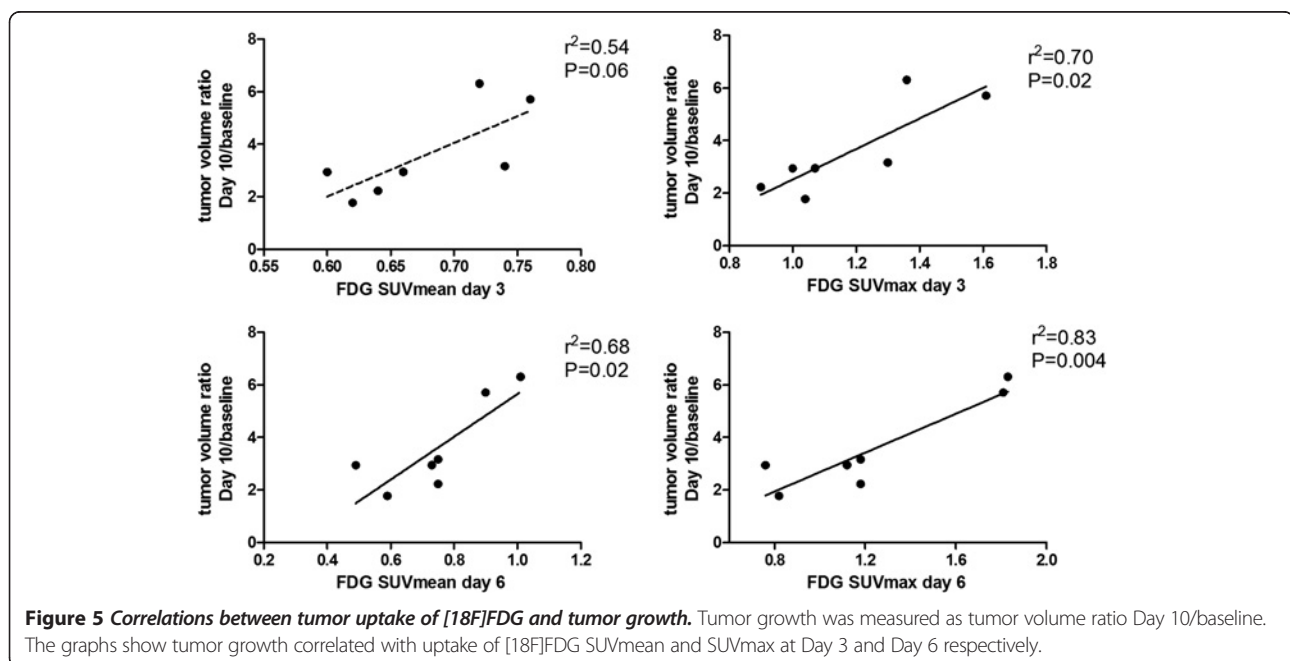 r²=0.54
P=0.06
tumor volume ratio
Day 10/baseline
8
6
4
2
0
0.55 0.60 0.65 0.70 0.75 0.80
FDG SUVmean day 3
r²=0.70
P=0.02
tumor volume ratio
Day 10/baseline
8
6
4
2
0
0.8 1.0 1.2 1.4 1.6 1.8
FDG SUVmax day 3
r²=0.68
P=0.02
tumor volume ratio
Day 10/baseline
8
6
4
2
0
0.2 0.4 0.6 0.8 1.0 1.2
FDG SUVmean day 6
r²=0.83
P=0.004
tumor volume ratio
Day 10/baseline
8
6
4
2
0
0.8 1.2 1.6 2.0
FDG SUVmax day 6
Figure 5 Correlations between tumor uptake of [18F]FDG and tumor growth. Tumor growth was measured as tumor volume ratio Day 10/baseline.
The graphs show tumor growth correlated with uptake of [18F]FDG SUVmean and SUVmax at Day 3 and Day 6 respectively.